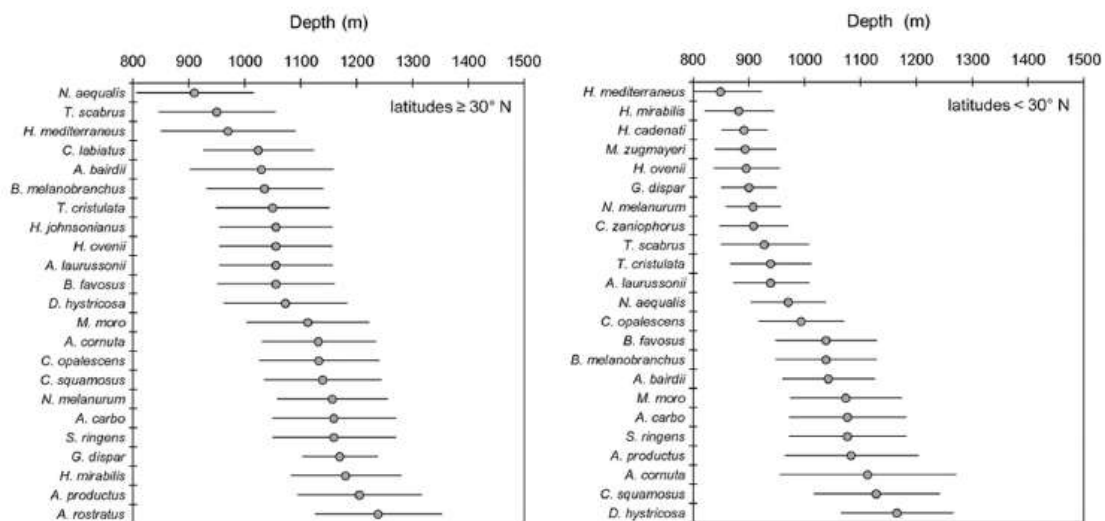 Depth (m)
800 900 1000 1100 1200 1300 1400 1500
latitudes ≥ 30° N
N. aequalis
T. scabrus
H. mediterraneus
C. labiatus
A. bairdii
B. melanobranchus
T. cristulata
H. johnsonianus
H. ovenii
A. laurussonii
B. favosus
D. hystricosa
M. moro
A. cornuta
C. opalescens
C. squamosus
N. melanurum
A. carbo
S. ringens
G. dispar
H. mirabilis
A. productus
A. rostratus
Depth (m)
800 900 1000 1100 1200 1300 1400 1500
latitudes < 30° N
H. mediterraneus
H. mirabilis
H. cadenati
M. zugmayeri
H. ovenii
G. dispar
N. melanurum
C. zaniophorus
T. scabrus
T. cristulata
A. laurussonii
N. aequalis
C. opalescens
B. favosus
B. melanobranchus
A. bairdii
M. moro
A. carbo
S. ringens
A. productus
A. cornuta
C. squamosus
D. hystricosa